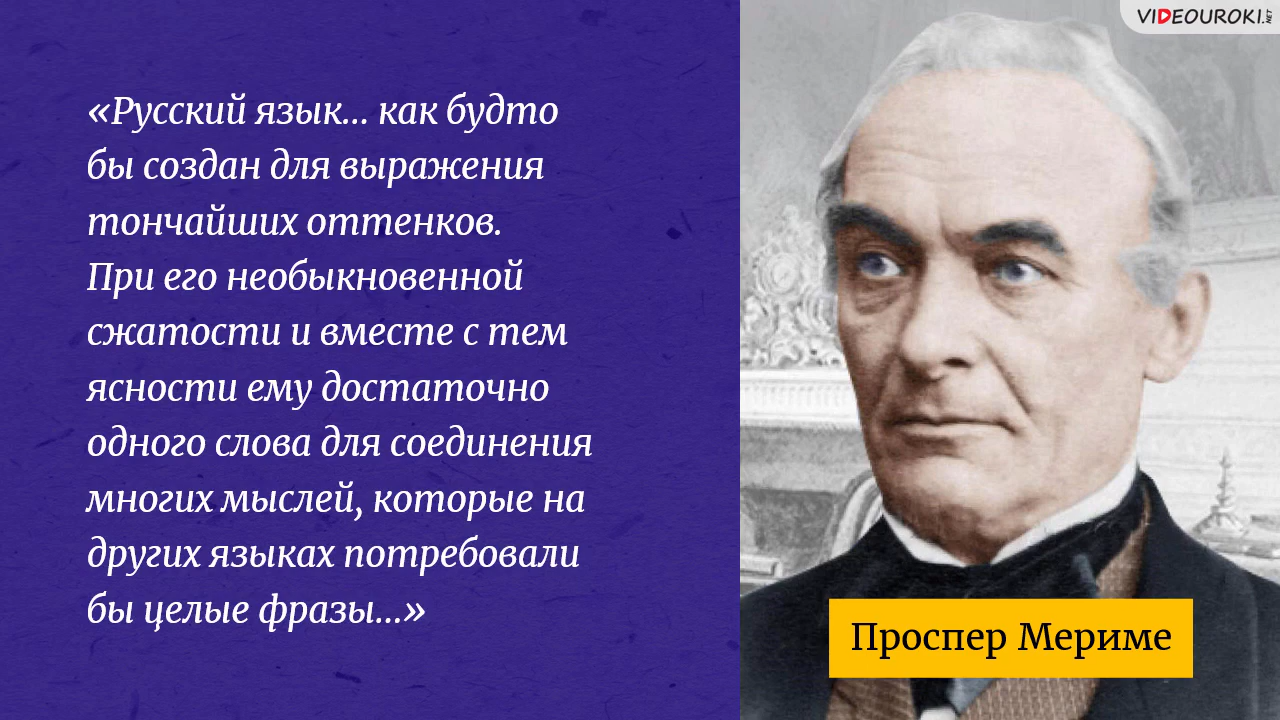 VIDEOUROKI.NET
«Русский язык... как будто
бы создан для выражения
тончайших оттенков.
При его необыкновенной
сжатости и вместе с тем
ясности ему достаточно
одного слова для соединения
многих мыслей, которые на
других языках потребовали
бы целые фразы...»
Проспер Мериме